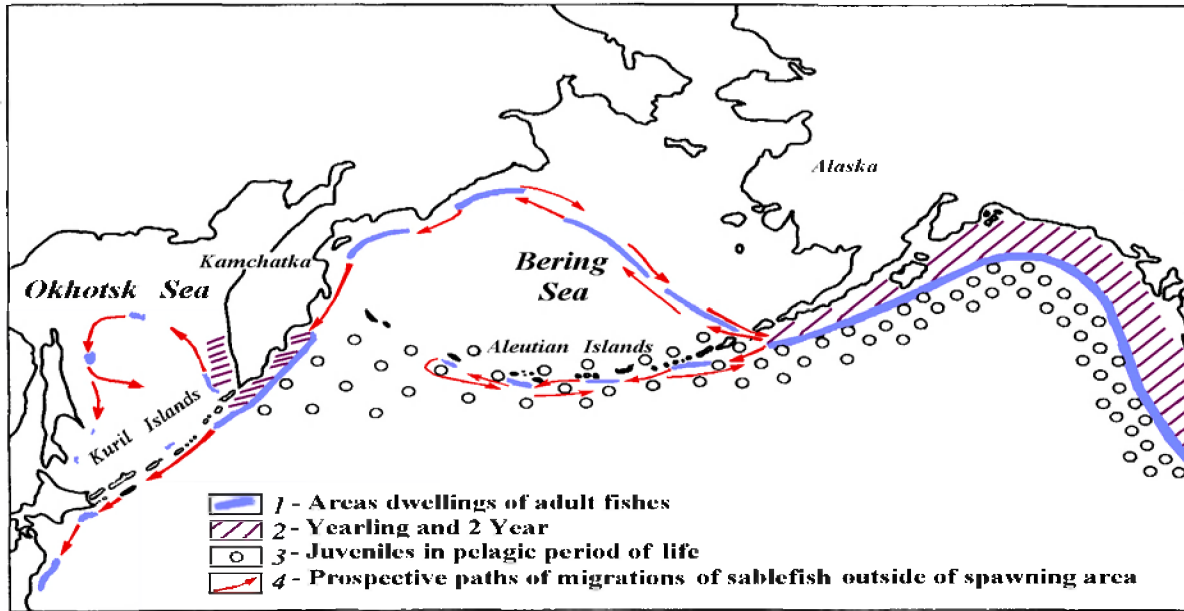 Alaska
Kamchatka
Bering
Sea
Okhotsk Sea
Aleutian Islands
Kuril Islands
1 - Areas dwellings of adult fishes
2 - Yearling and 2 Year
3 - Juveniles in pelagic period of life
4 - Prospective paths of migrations of sablefish outside of spawning area